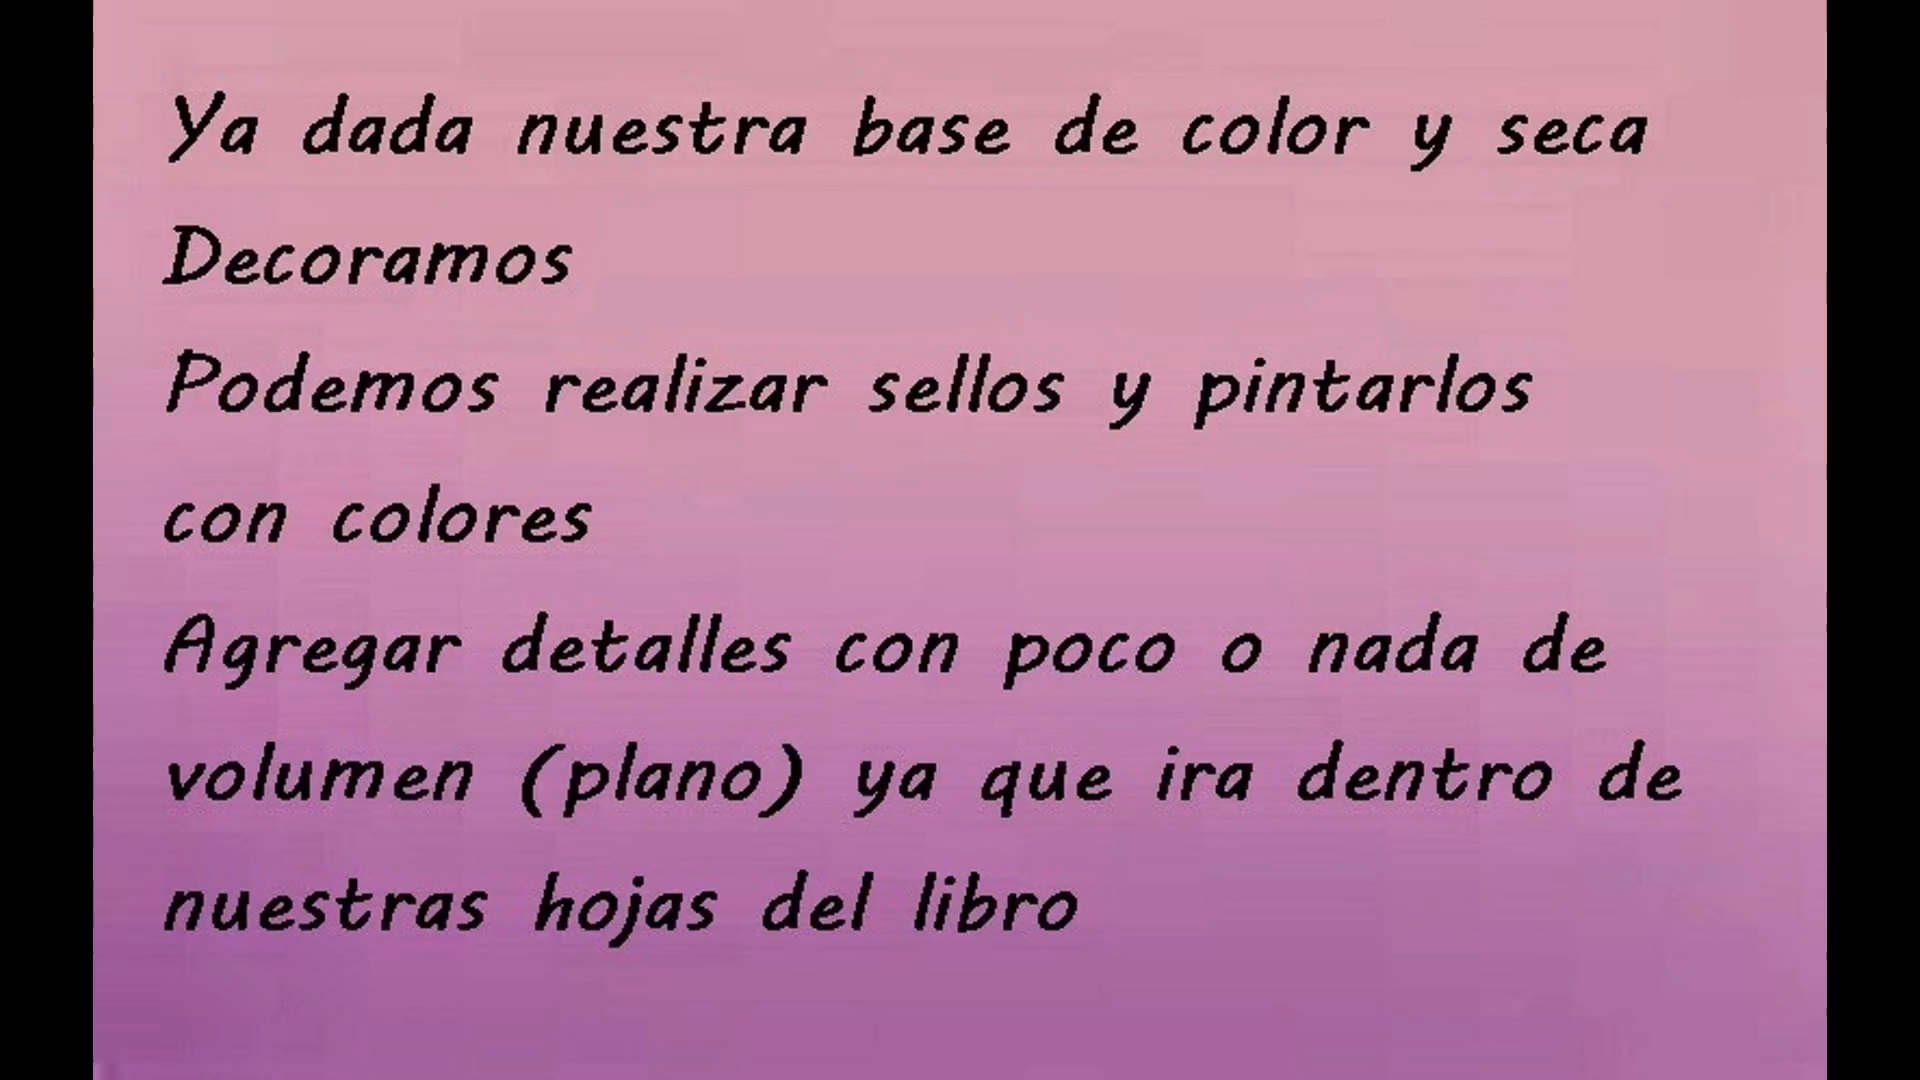 Ya dada nuestra base de color y seca
Decoramos
Podemos realizar sellos y pintarlos
con colores
Agregar detalles con poco o nada de
volumen (plano) ya que ira dentro de
nuestras hojas del libro